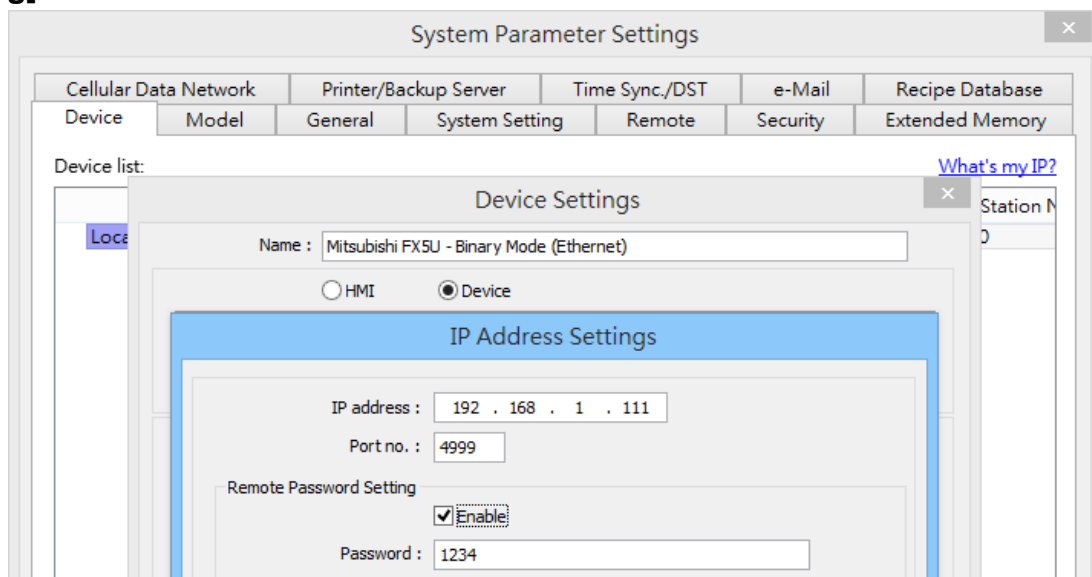 System Parameter Settings
Cellular Data Network Printer/Backup Server Time Sync./DST e-Mail Recipe Database
Device Model General System Setting Remote Security Extended Memory
Device list: What's my IP?
Device Settings
Station N
Loca
Name : Mitsubishi FX5U - Binary Mode (Ethernet)
0
HMI Device
IP Address Settings
IP address : 192 . 168 . 1 . 111
Port no. : 4999
Remote Password Setting
Enable
Password : 1234